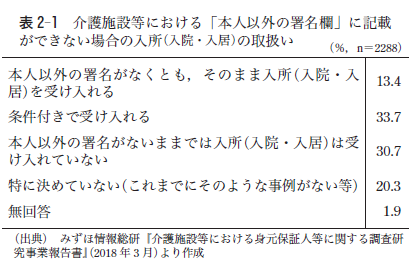 表2-1 介護施設等における「本人以外の署名欄」に記載
ができない場合の入所(入院・入居)の取扱い
(%，n＝2288)
本人以外の署名がなくとも，そのまま入所(入院・入
居)を受け入れる 13.4
条件付きで受け入れる 33.7
本人以外の署名がないままでは入所(入院・入居)は受
け入れていない 30.7
特に決めていない(これまでにそのような事例がない等) 20.3
無回答 1.9
(出典) みずほ情報総研『介護施設等における身元保証人等に関する調査研
究事業報告書』(2018年3月)より作成